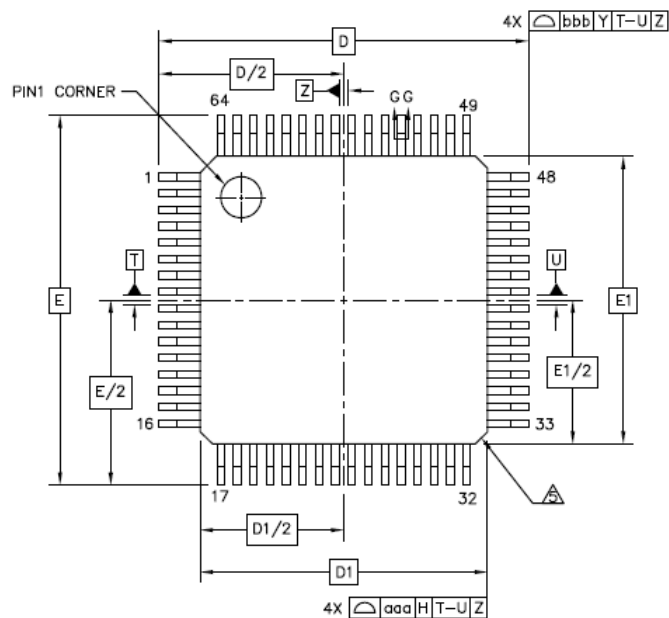 4X ⌓ bbb Y T-U Z
D
D/2
Z
PIN1 CORNER
64
G G
49
1
48
T
U
E
E1
E/2
E1/2
16
33
17
32
5
D1/2
D1
4X ⌓ aaa H T-U Z